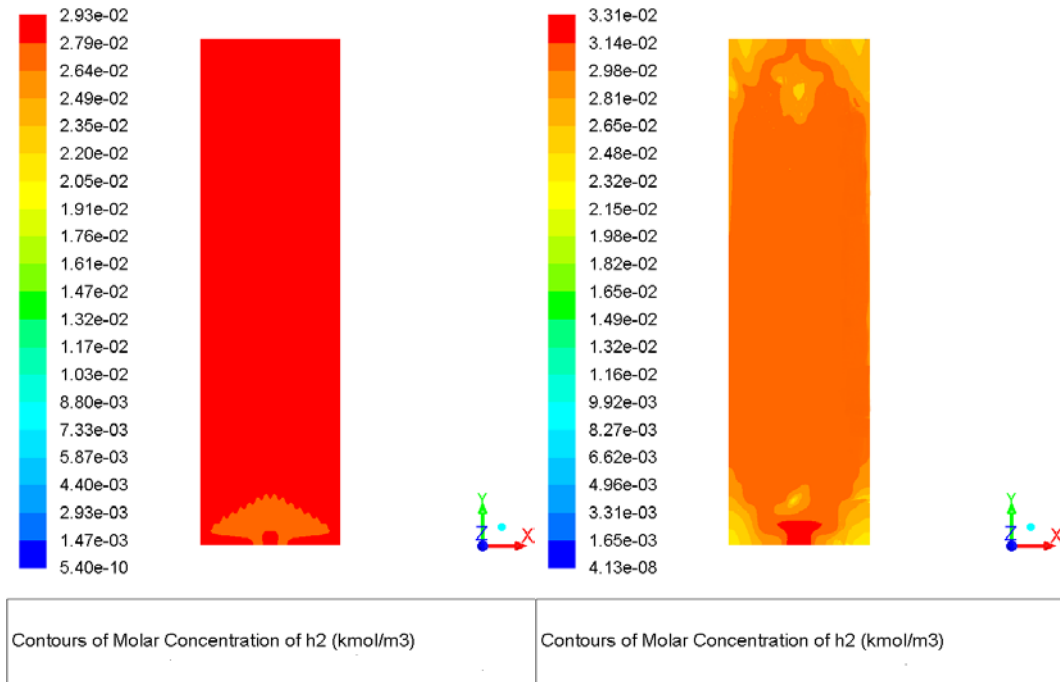 2.93e-02
2.79e-02
2.64e-02
2.49e-02
2.35e-02
2.20e-02
2.05e-02
1.91e-02
1.76e-02
1.61e-02
1.47e-02
1.32e-02
1.17e-02
1.03e-02
8.80e-03
7.33e-03
5.87e-03
4.40e-03
2.93e-03
1.47e-03
5.40e-10
Y
Z
X
Contours of Molar Concentration of h2 (kmol/m3)
3.31e-02
3.14e-02
2.98e-02
2.81e-02
2.65e-02
2.48e-02
2.32e-02
2.15e-02
1.98e-02
1.82e-02
1.65e-02
1.49e-02
1.32e-02
1.16e-02
9.92e-03
8.27e-03
6.62e-03
4.96e-03
3.31e-03
1.65e-03
4.13e-08
Y
Z
X
Contours of Molar Concentration of h2 (kmol/m3)